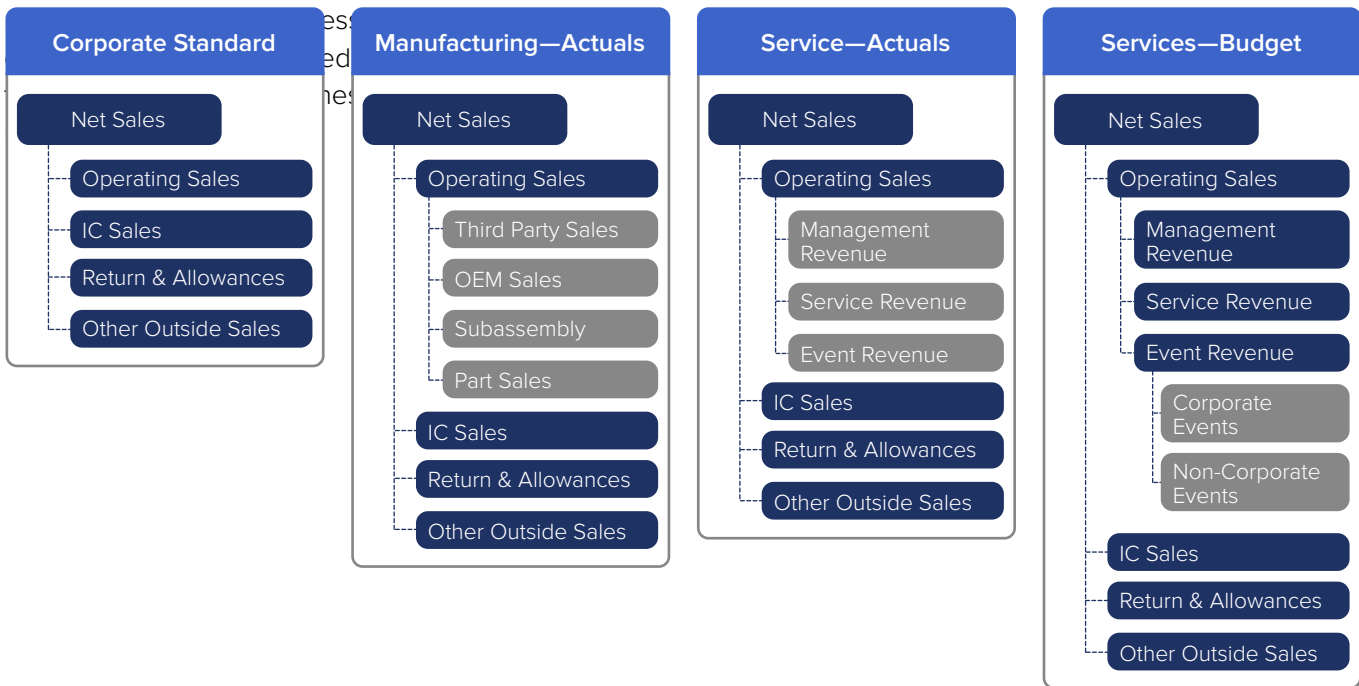 Corporate Standard
Net Sales
Operating Sales
IC Sales
Return & Allowances
Other Outside Sales
Manufacturing—Actuals
Net Sales
Operating Sales
Third Party Sales
OEM Sales
Subassembly
Part Sales
IC Sales
Return & Allowances
Other Outside Sales
Service—Actuals
Net Sales
Operating Sales
Management
Revenue
Service Revenue
Event Revenue
IC Sales
Return & Allowances
Other Outside Sales
Services—Budget
Net Sales
Operating Sales
Management
Revenue
Service Revenue
Event Revenue
Corporate
Events
Non-Corporate
Events
IC Sales
Return & Allowances
Other Outside Sales